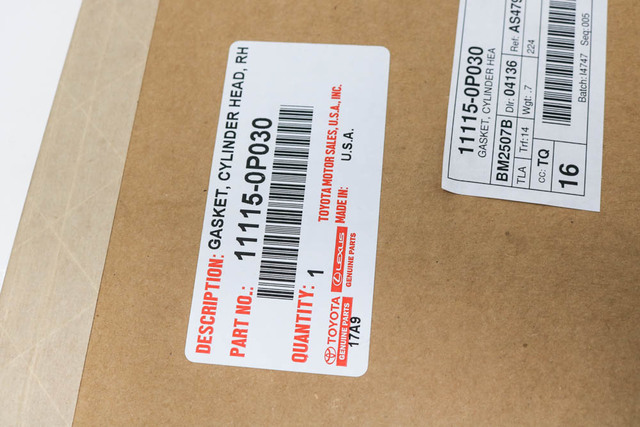 DESCRIPTION: GASKET, CYLINDER HEAD, RH
PART NO.: 11115-0P030
QUANTITY: 1
TOYOTA MOTOR SALES, U.S.A., INC.
MADE IN: U.S.A.
TOYOTA
GENUINE PARTS
LEXUS
GENUINE PARTS
17A9
11115-0P030
GASKET, CYLINDER HEA
BM2507B Dlr: 04136 Ref: AS479
TLA Trf: 14 Wgt: .7 224
CC: TQ
16
Batch: I4747 Seq: 005